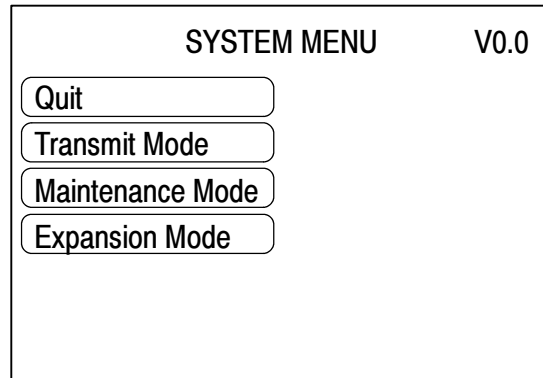 SYSTEM MENU V0.0
Quit
Transmit Mode
Maintenance Mode
Expansion Mode